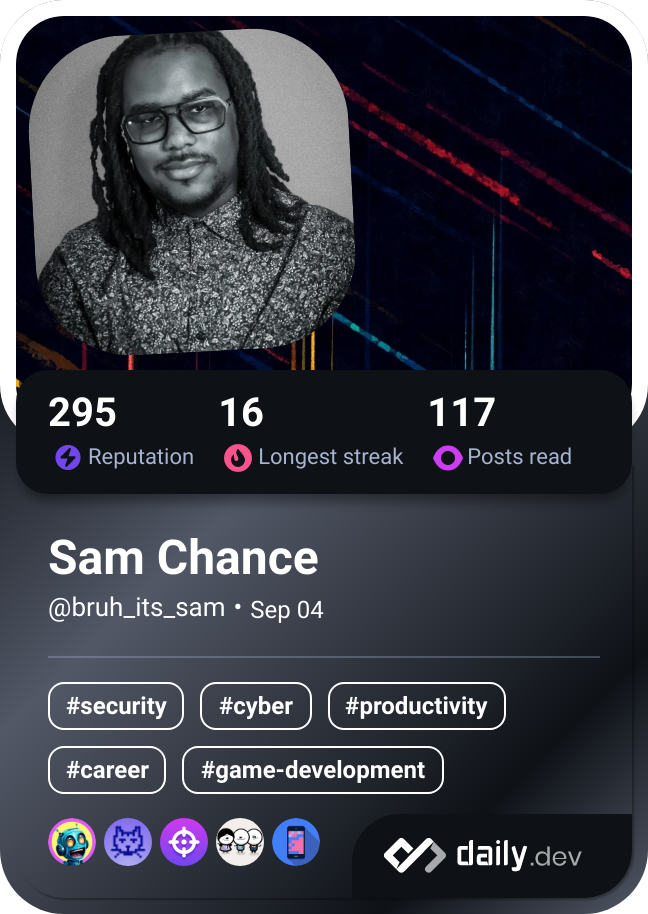 295 16 117
Reputation Longest streak Posts read
Sam Chance
@bruh_its_sam • Sep 04
#security #cyber #productivity
#career #game-development
daily.dev